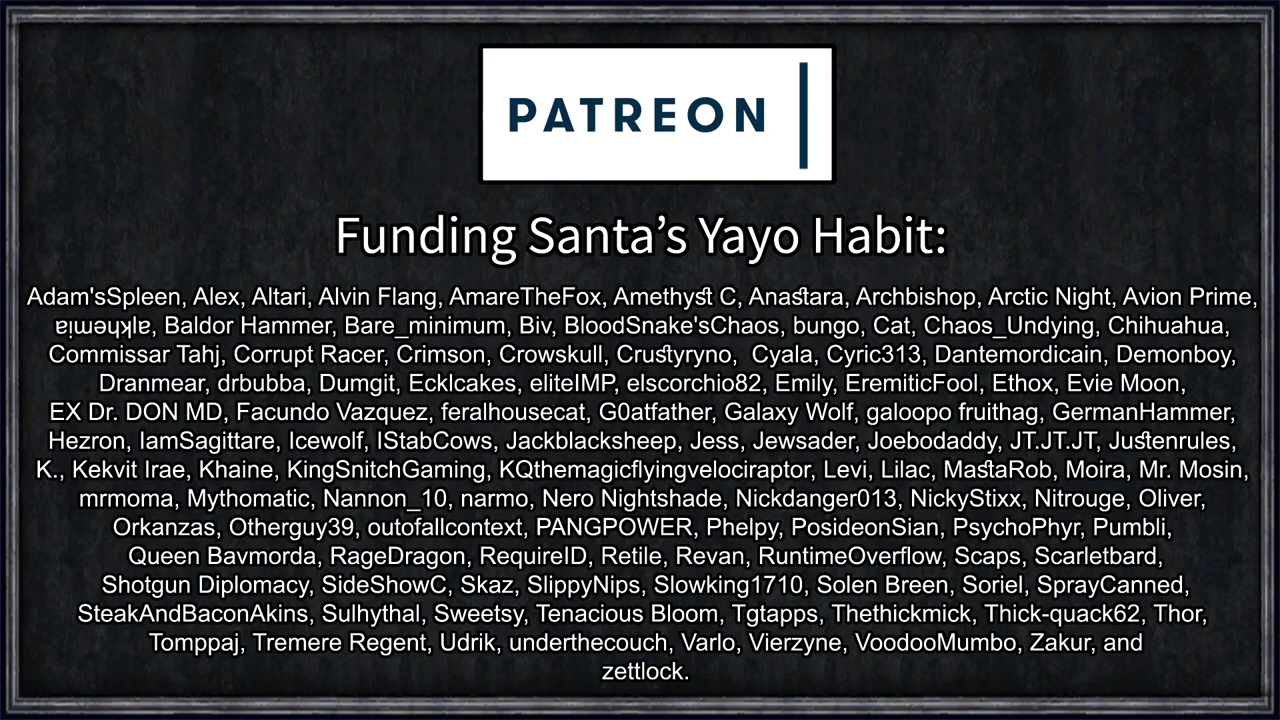 PATREON
Funding Santa’s Yayo Habit:
Adam'sSpleen, Alex, Altari, Alvin Flang, AmareTheFox, Amethyst C, Anastara, Archbishop, Arctic Night, Avion Prime,
ɐıɯǝɥʞlɐ, Baldor Hammer, Bare_minimum, Biv, BloodSnake'sChaos, bungo, Cat, Chaos_Undying, Chihuahua,
Commissar Tahj, Corrupt Racer, Crimson, Crowskull, Crustyryno, Cyala, Cyric313, Dantemordicain, Demonboy,
Dranmear, drbubba, Dumgit, Ecklcakes, eliteIMP, elscorchio82, Emily, EremiticFool, Ethox, Evie Moon,
EX Dr. DON MD, Facundo Vazquez, feralhousecat, G0atfather, Galaxy Wolf, galoopo fruithag, GermanHammer,
Hezron, IamSagittare, Icewolf, IStabCows, Jackblacksheep, Jess, Jewsader, Joebodaddy, JT.JT.JT, Justenrules,
K., Kekvit Irae, Khaine, KingSnitchGaming, KQthemagicflyingvelociraptor, Levi, Lilac, MastaRob, Moira, Mr. Mosin,
mrmoma, Mythomatic, Nannon_10, narmo, Nero Nightshade, Nickdanger013, NickyStixx, Nitrouge, Oliver,
Orkanzas, Otherguy39, outofallcontext, PANGPOWER, Phelpy, PosideonSian, PsychoPhyr, Pumbli,
Queen Bavmorda, RageDragon, RequireID, Retile, Revan, RuntimeOverflow, Scaps, Scarletbard,
Shotgun Diplomacy, SideShowC, Skaz, SlippyNips, Slowking1710, Solen Breen, Soriel, SprayCanned,
SteakAndBaconAkins, Sulhythal, Sweetsy, Tenacious Bloom, Tgtapps, Thethickmick, Thick-quack62, Thor,
Tomppaj, Tremere Regent, Udrik, underthecouch, Varlo, Vierzyne, VoodooMumbo, Zakur, and
zettlock.